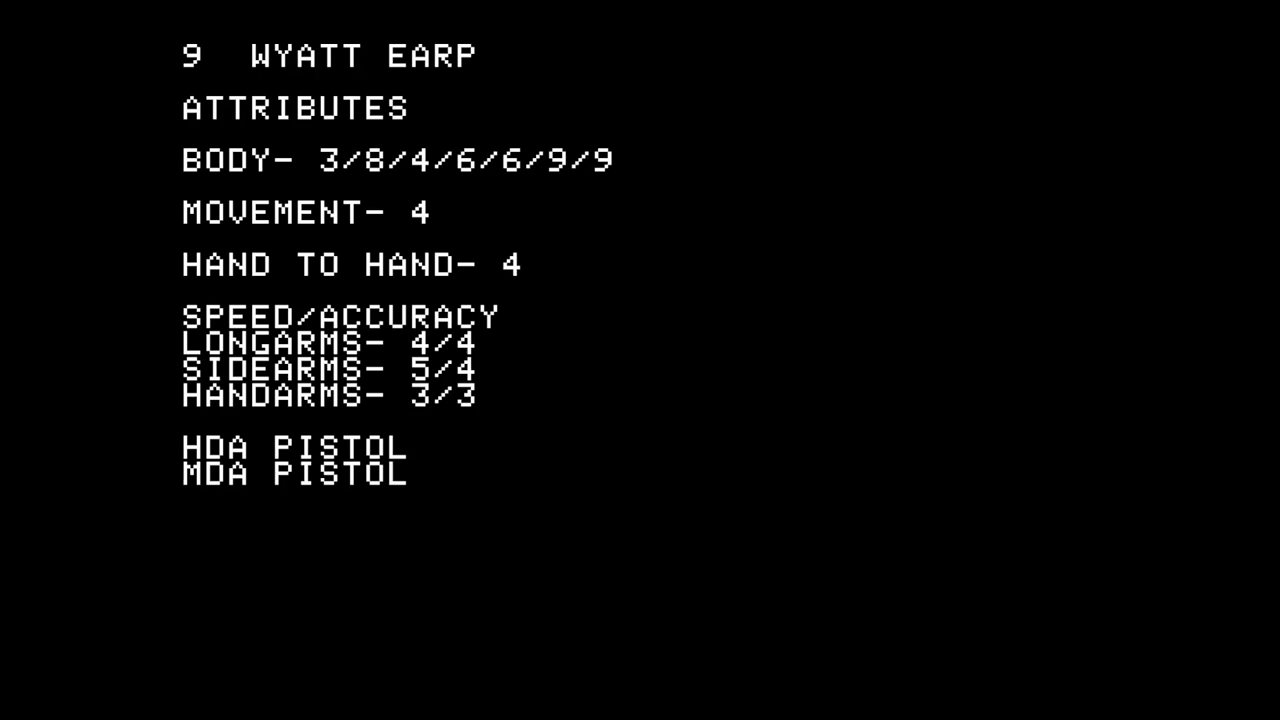 9  WYATT EARP
ATTRIBUTES
BODY- 3/8/4/6/6/9/9
MOVEMENT- 4
HAND TO HAND- 4
SPEED/ACCURACY
LONGARMS- 4/4
SIDEARMS- 5/4
HANDARMS- 3/3
HDA PISTOL
MDA PISTOL